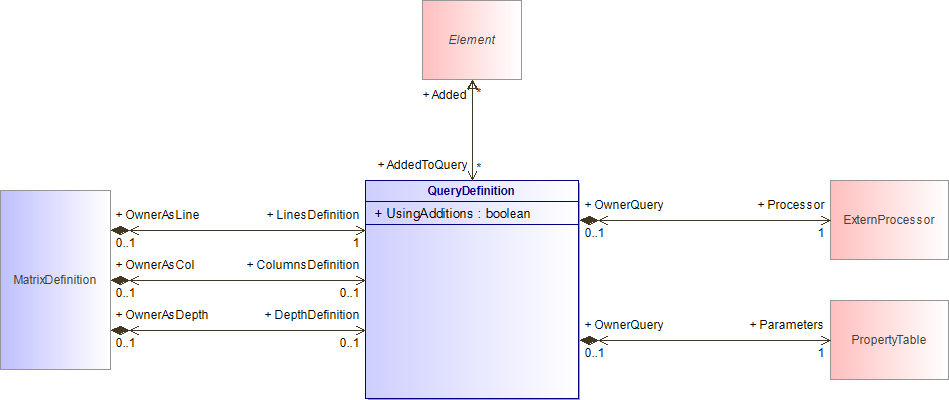 Element
+ Added
*
+ AddedToQuery
*
QueryDefinition
+ UsingAdditions : boolean
MatrixDefinition
+ OwnerAsLine
+ LinesDefinition
0..1
1
+ OwnerAsCol
+ ColumnsDefinition
0..1
0..1
+ OwnerAsDepth
+ DepthDefinition
0..1
0..1
+ OwnerQuery
+ Processor
0..1
1
ExternProcessor
+ OwnerQuery
+ Parameters
0..1
1
PropertyTable